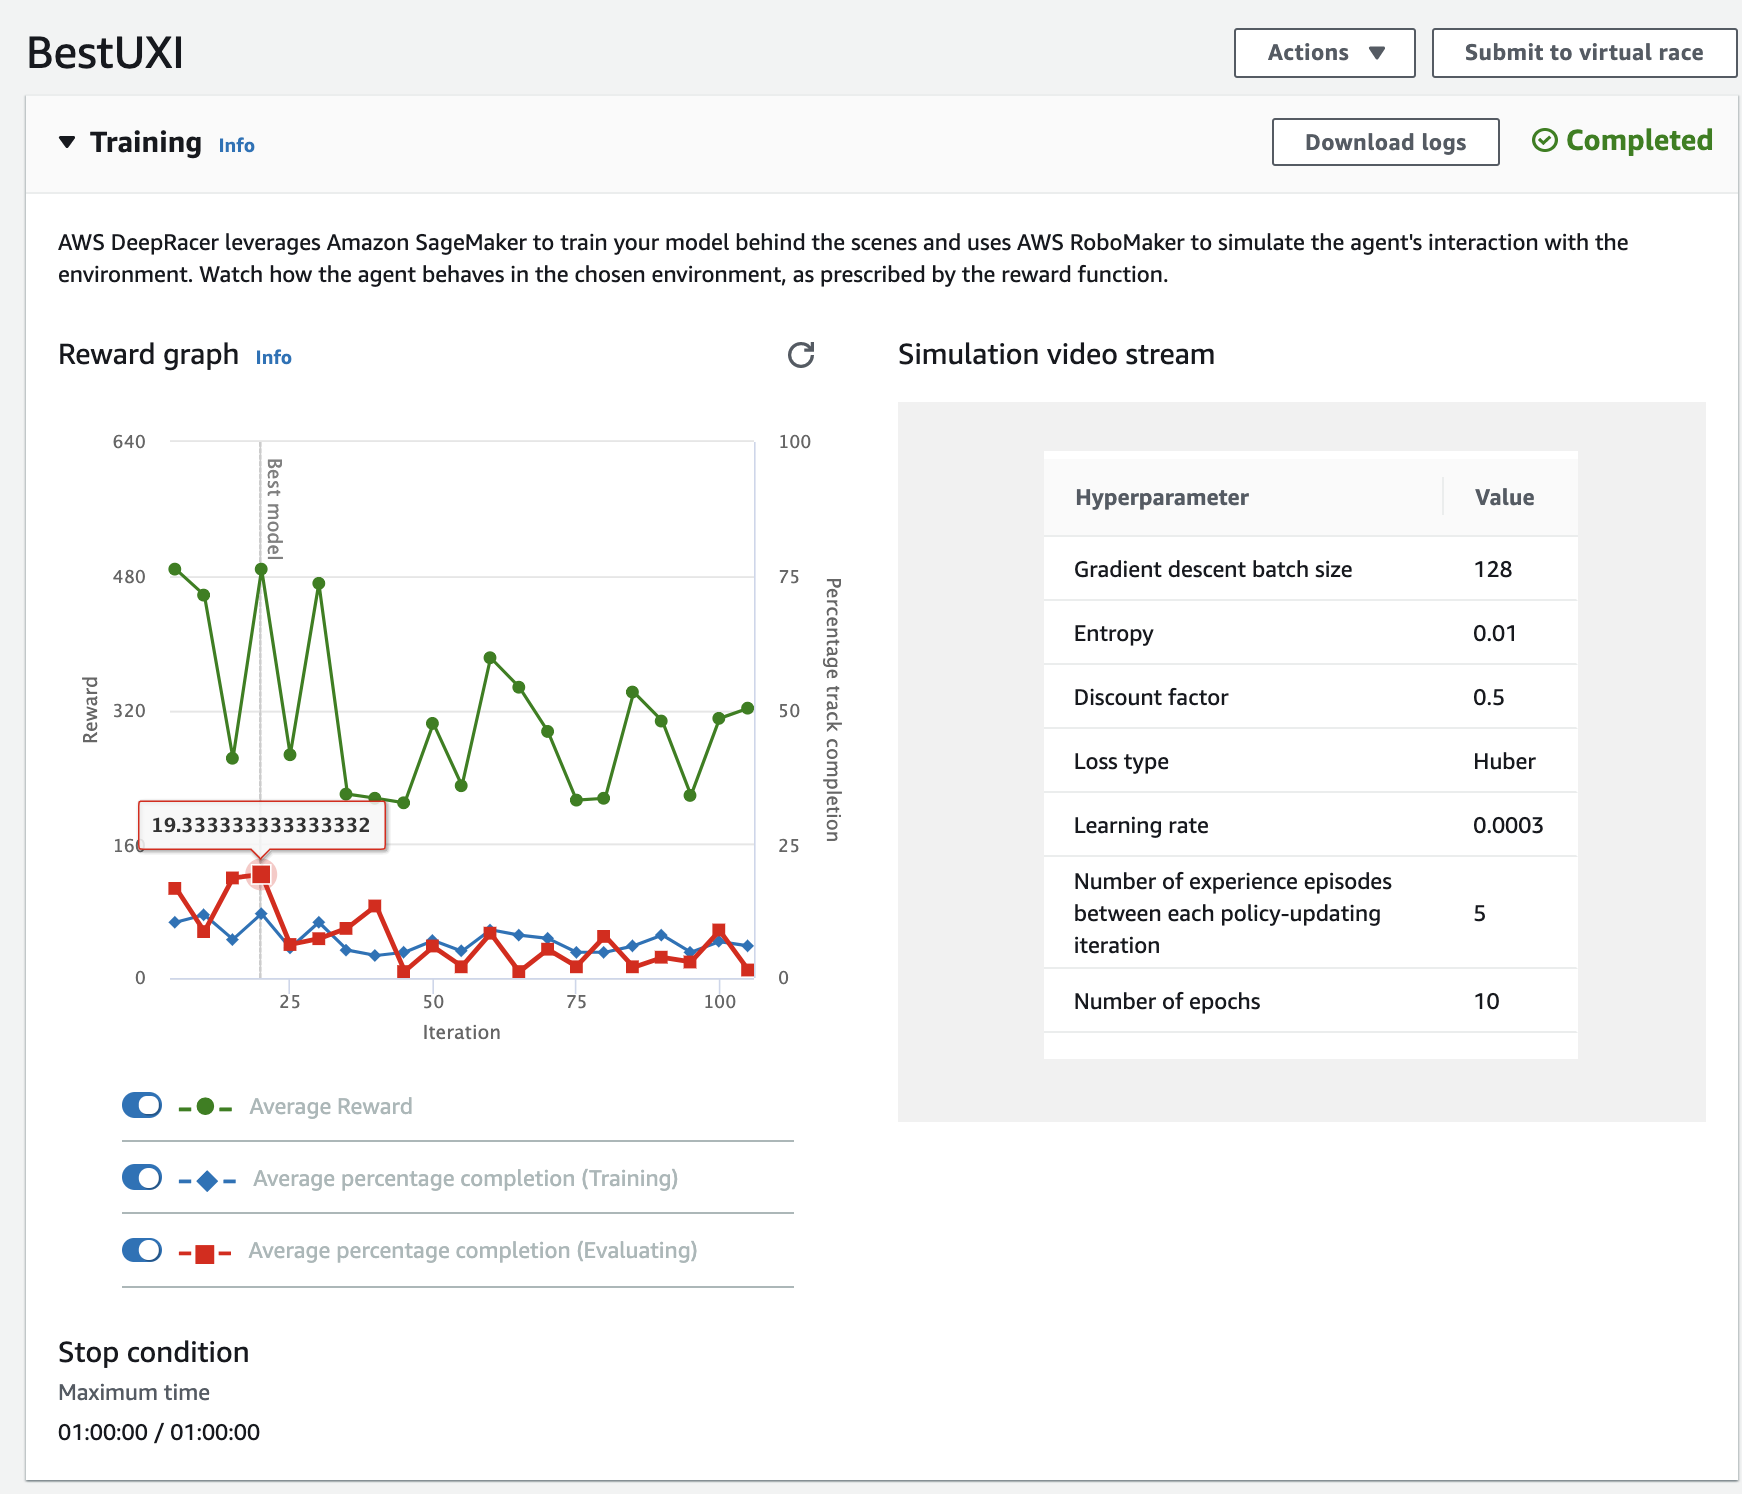 BestUXI
Actions
Submit to virtual race
Training Info
Download logs
Completed
AWS DeepRacer leverages Amazon SageMaker to train your model behind the scenes and uses AWS RoboMaker to simulate the agent's interaction with the
environment. Watch how the agent behaves in the chosen environment, as prescribed by the reward function.
Reward graph Info
640
480
320
160
0
Reward
Best model
19.333333333333332
100
75
50
25
0
Percentage track completion
25 50 75 100
Iteration
Average Reward
Average percentage completion (Training)
Average percentage completion (Evaluating)
Stop condition
Maximum time
01:00:00 / 01:00:00
Simulation video stream
Hyperparameter Value
Gradient descent batch size 128
Entropy 0.01
Discount factor 0.5
Loss type Huber
Learning rate 0.0003
Number of experience episodes
between each policy-updating 5
iteration
Number of epochs 10